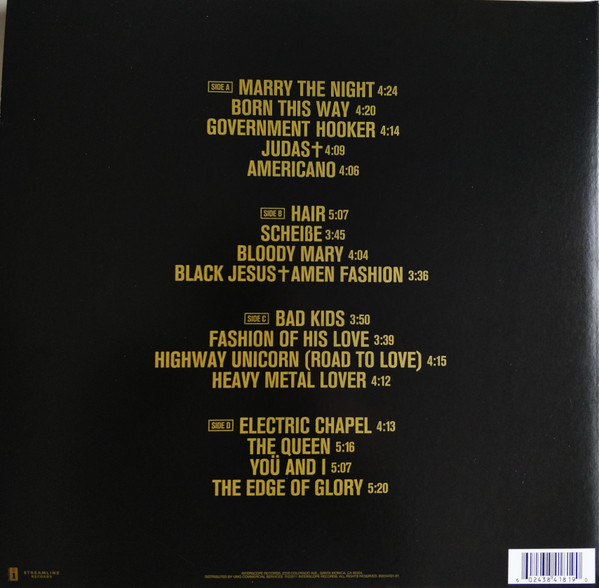 SIDE A MARRY THE NIGHT 4:24
BORN THIS WAY 4:20
GOVERNMENT HOOKER 4:14
JUDAS✝ 4:09
AMERICANO 4:06
SIDE B HAIR 5:07
SCHEIßE 3:45
BLOODY MARY 4:04
BLACK JESUS✝AMEN FASHION 3:36
SIDE C BAD KIDS 3:50
FASHION OF HIS LOVE 3:39
HIGHWAY UNICORN (ROAD TO LOVE) 4:15
HEAVY METAL LOVER 4:12
SIDE D ELECTRIC CHAPEL 4:13
THE QUEEN 5:16
YOÜ AND I 5:07
THE EDGE OF GLORY 5:20
STREAMLINE
RECORDS
02438 41819